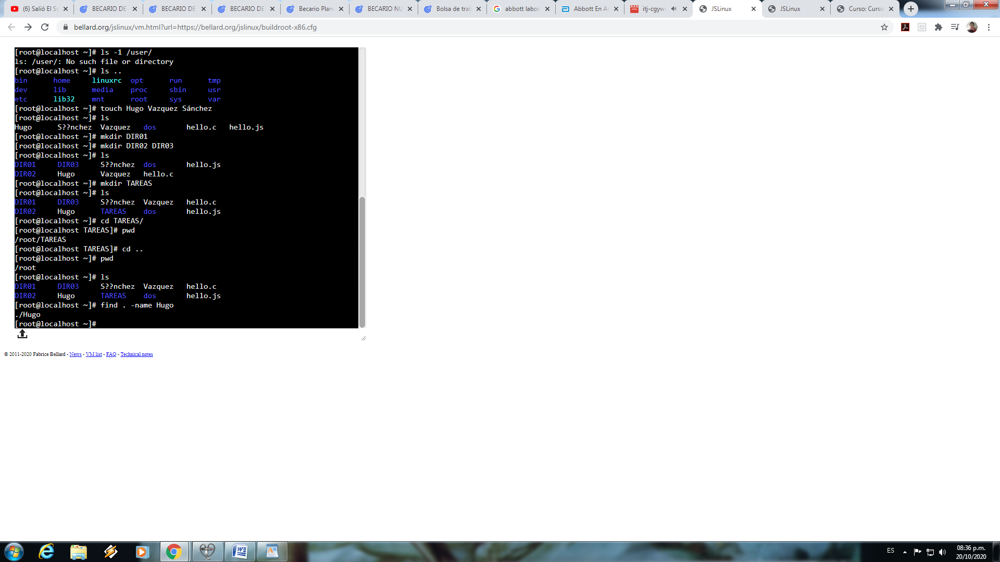 (6) Salió El So
BECARIO DE
BECARIO DE
BECARIO DE
Becario Plan
BECARIO NU
Bolsa de trab
abbott labor
Abbott En A
itj-cgyw-
JSLinux
JSLinux
Curso: Curso
bellard.org/jslinux/vm.html?url=https://bellard.org/jslinux/buildroot-x86.cfg
[root@localhost ~]# ls -1 /user/
ls: /user/: No such file or directory
[root@localhost ~]# ls ..
bin home linuxrc opt run tmp
dev lib media proc sbin usr
etc lib32 mnt root sys var
[root@localhost ~]# touch Hugo Vazquez Sánchez
[root@localhost ~]# ls
Hugo S??nchez Vazquez dos hello.c hello.js
[root@localhost ~]# mkdir DIR01
[root@localhost ~]# mkdir DIR02 DIR03
[root@localhost ~]# ls
DIR01 DIR03 S??nchez dos hello.js
DIR02 Hugo Vazquez hello.c
[root@localhost ~]# mkdir TAREAS
[root@localhost ~]# ls
DIR01 DIR03 S??nchez Vazquez hello.c
DIR02 Hugo TAREAS dos hello.js
[root@localhost ~]# cd TAREAS/
[root@localhost TAREAS]# pwd
/root/TAREAS
[root@localhost TAREAS]# cd ..
[root@localhost ~]# pwd
/root
[root@localhost ~]# ls
DIR01 DIR03 S??nchez Vazquez hello.c
DIR02 Hugo TAREAS dos hello.js
[root@localhost ~]# find . -name Hugo
./Hugo
[root@localhost ~]#
© 2011-2020 Fabrice Bellard - News - VM list - FAQ - Technical notes
ES
08:36 p.m.
20/10/2020